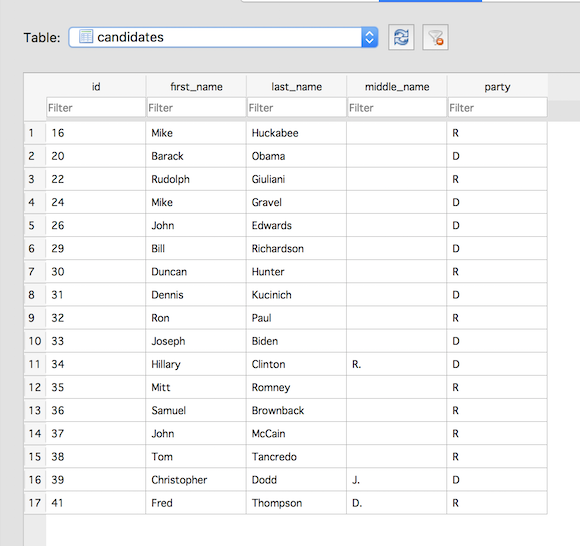 Table: candidates
id first_name last_name middle_name party
Filter Filter Filter Filter Filter
1 16 Mike Huckabee R
2 20 Barack Obama D
3 22 Rudolph Giuliani R
4 24 Mike Gravel D
5 26 John Edwards D
6 29 Bill Richardson D
7 30 Duncan Hunter R
8 31 Dennis Kucinich D
9 32 Ron Paul R
10 33 Joseph Biden D
11 34 Hillary Clinton R. D
12 35 Mitt Romney R
13 36 Samuel Brownback R
14 37 John McCain R
15 38 Tom Tancredo R
16 39 Christopher Dodd J. D
17 41 Fred Thompson D. R